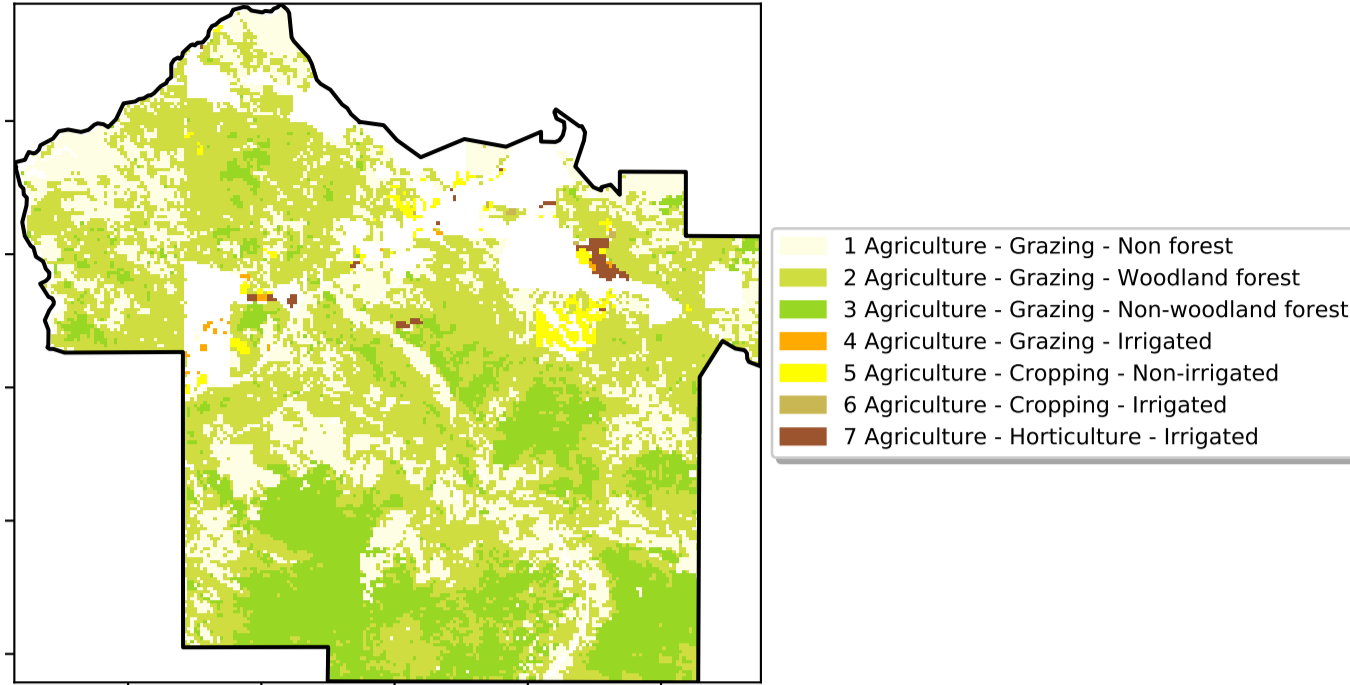 1 Agriculture - Grazing - Non forest
2 Agriculture - Grazing - Woodland forest
3 Agriculture - Grazing - Non-woodland forest
4 Agriculture - Grazing - Irrigated
5 Agriculture - Cropping - Non-irrigated
6 Agriculture - Cropping - Irrigated
7 Agriculture - Horticulture - Irrigated